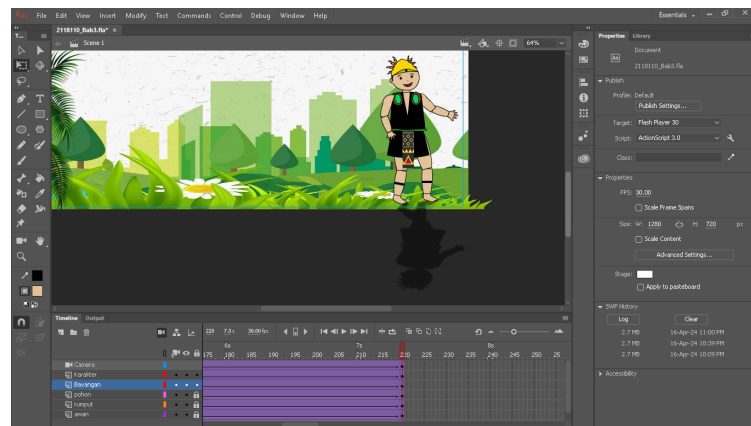 An File Edit View Insert Modify Text Commands Control Debug Window Help
Essentials
T...
2118110_Bab3.fla* ×
Scene 1
64%
Properties Library
Document
An
2118110_Bab3.fla
Publish
Profile: Default
Publish Settings...
Target: Flash Player 30
Script: ActionScript 3.0
Class:
Properties
FPS: 30.00
Scale Frame Spans
Size: W: 1280 H: 720 px
Scale Content
Advanced Settings...
Stage:
Apply to pasteboard
SWF History
Log Clear
2.7 MB 16-Apr-24 11:00 PM
2.7 MB 16-Apr-24 10:39 PM
2.7 MB 16-Apr-24 10:09 PM
Accessibility
Timeline Output
220 7.3 s 30.00 fps
6s 7s 8s
175 180 185 190 195 200 205 210 215 220 225 230 235 240 245 250 25
Camera
Karakter
Bayangan
pohon
rumput
awan